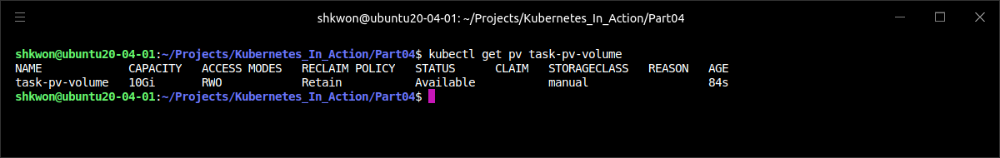 shkwon@ubuntu20-04-01: ~/Projects/Kubernetes_In_Action/Part04
shkwon@ubuntu20-04-01:~/Projects/Kubernetes_In_Action/Part04$ kubectl get pv task-pv-volume
NAME             CAPACITY   ACCESS MODES   RECLAIM POLICY   STATUS      CLAIM   STORAGECLASS   REASON   AGE
task-pv-volume   10Gi       RWO            Retain           Available           manual                  84s
shkwon@ubuntu20-04-01:~/Projects/Kubernetes_In_Action/Part04$